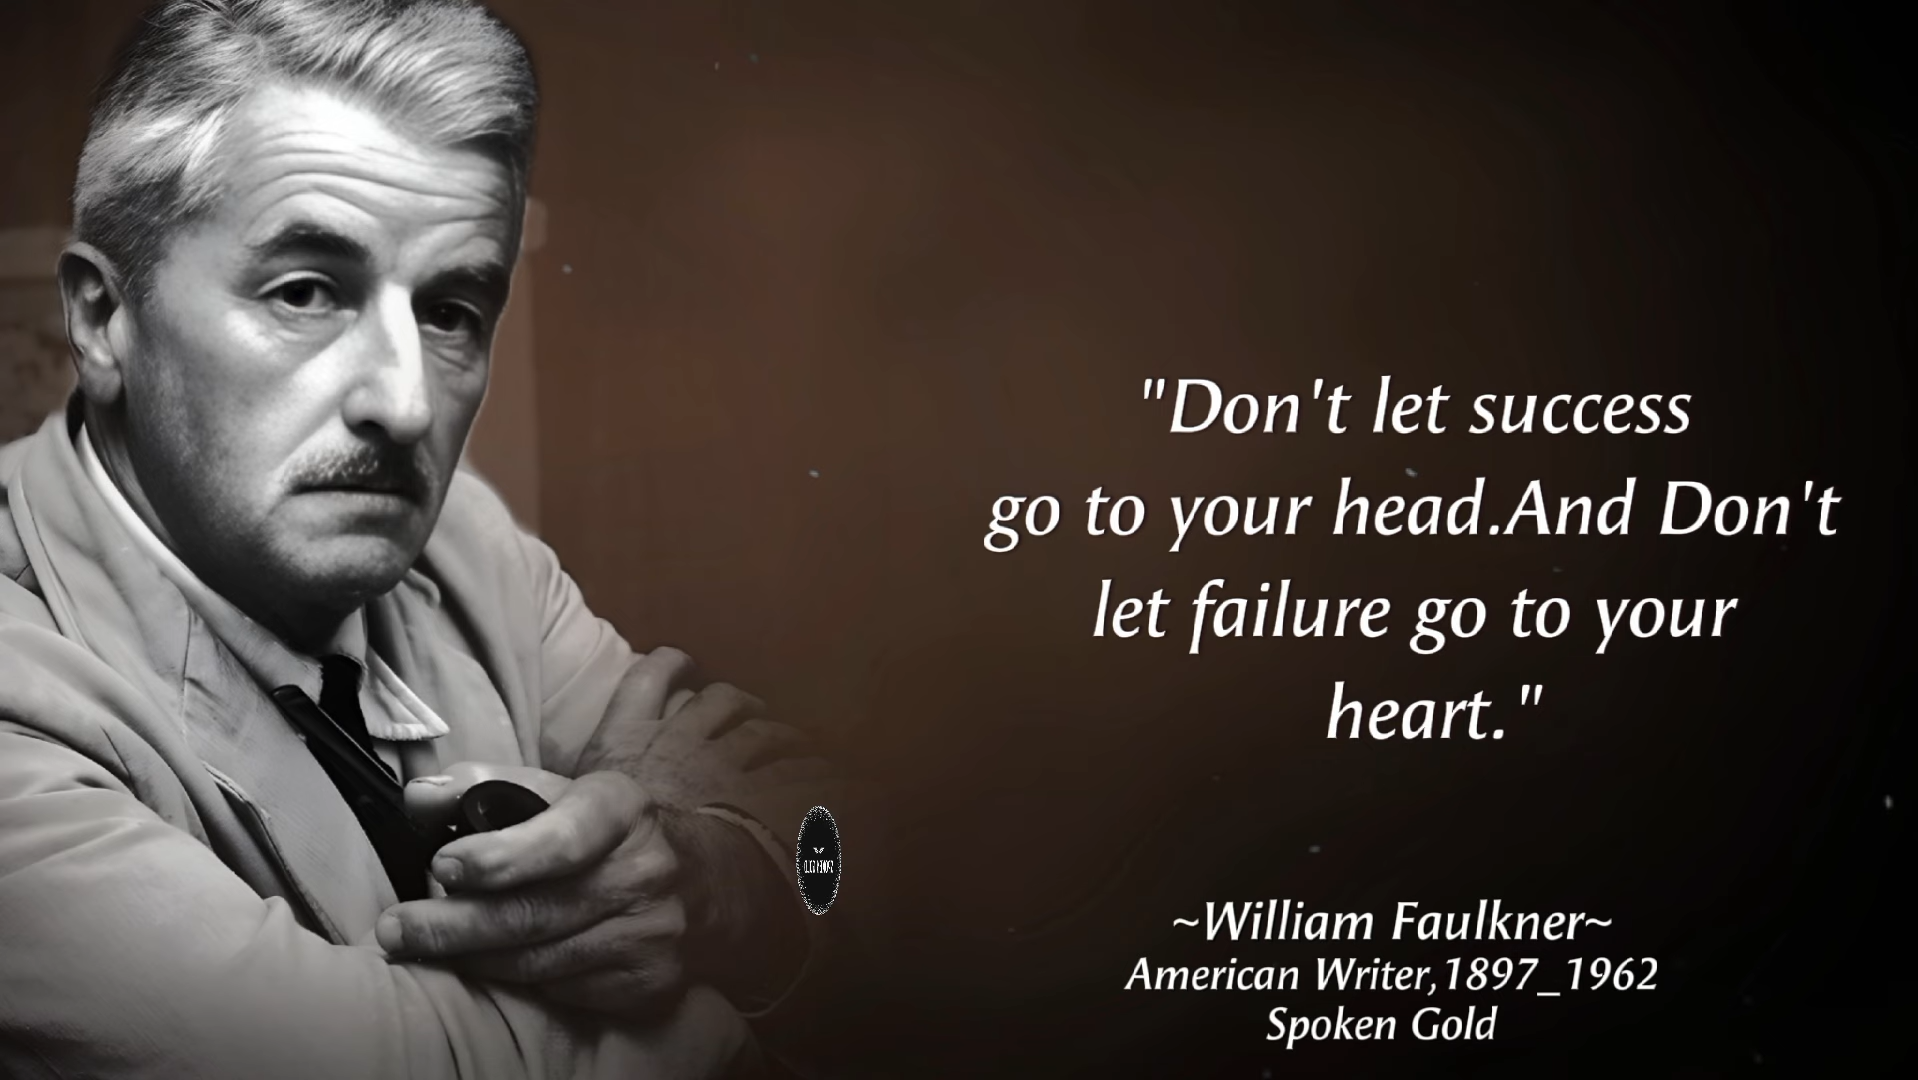 "Don't let success
go to your head.And Don't
let failure go to your
heart."
~William Faulkner~
American Writer,1897_1962
Spoken Gold